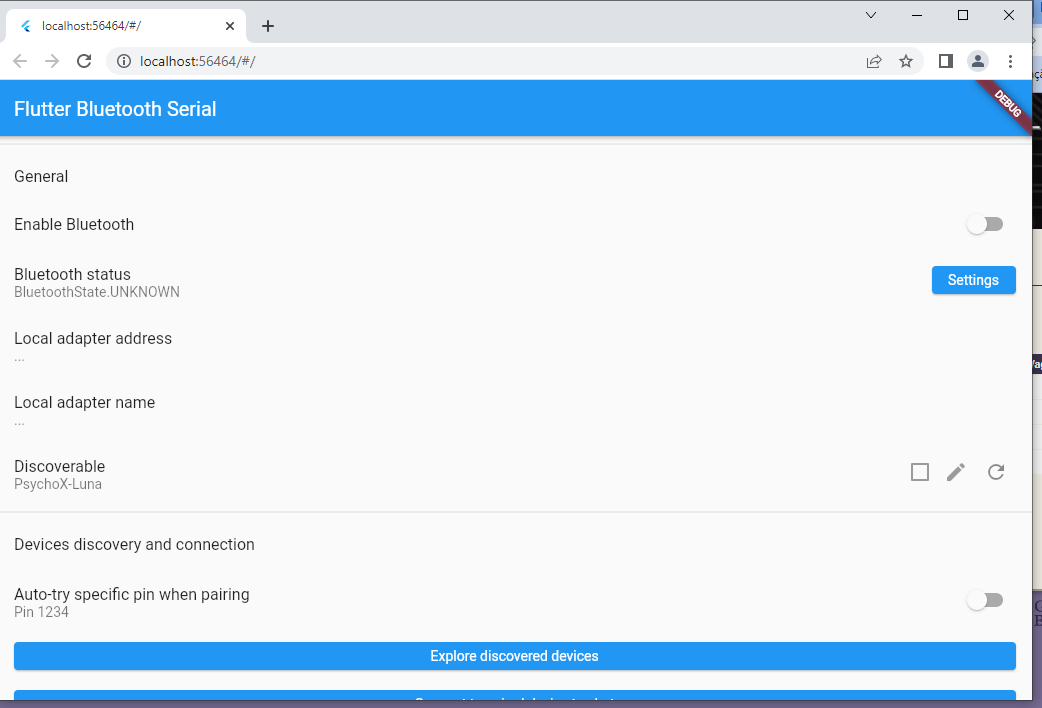 localhost:56464/#/
localhost:56464/#/
Flutter Bluetooth Serial
DEBUG
General
Enable Bluetooth
Bluetooth status
BluetoothState.UNKNOWN
Settings
Local adapter address
...
Local adapter name
...
Discoverable
PsychoX-Luna
Devices discovery and connection
Auto-try specific pin when pairing
Pin 1234
Explore discovered devices